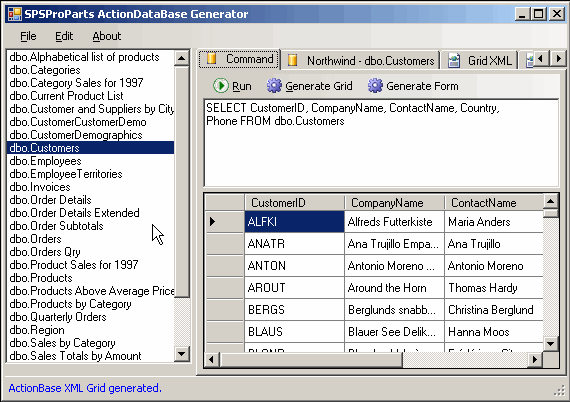 SPSProParts ActionDataBase Generator
File Edit About
dbo.Alphabetical list of products
dbo.Categories
dbo.Category Sales for 1997
dbo.Current Product List
dbo.Customer and Suppliers by City
dbo.CustomerCustomerDemo
dbo.CustomerDemographics
dbo.Customers
dbo.Employees
dbo.EmployeeTerritories
dbo.Invoices
dbo.Order Details
dbo.Order Details Extended
dbo.Order Subtotals
dbo.Orders
dbo.Orders Qry
dbo.Product Sales for 1997
dbo.Products
dbo.Products Above Average Price
dbo.Products by Category
dbo.Quarterly Orders
dbo.Region
dbo.Sales by Category
dbo.Sales Totals by Amount
Command Northwind - dbo.Customers Grid XML
Run Generate Grid Generate Form
SELECT CustomerID, CompanyName, ContactName, Country,
Phone FROM dbo.Customers
CustomerID CompanyName ContactName
ALFKI Alfreds Futterkiste Maria Anders
ANATR Ana Trujillo Empa... Ana Trujillo
ANTON Antonio Moreno ... Antonio Moreno
AROUT Around the Horn Thomas Hardy
BERGS Berglunds snabb... Christina Berglund
BLAUS Blauer See Delik... Hanna Moos
ActionBase XML Grid generated.